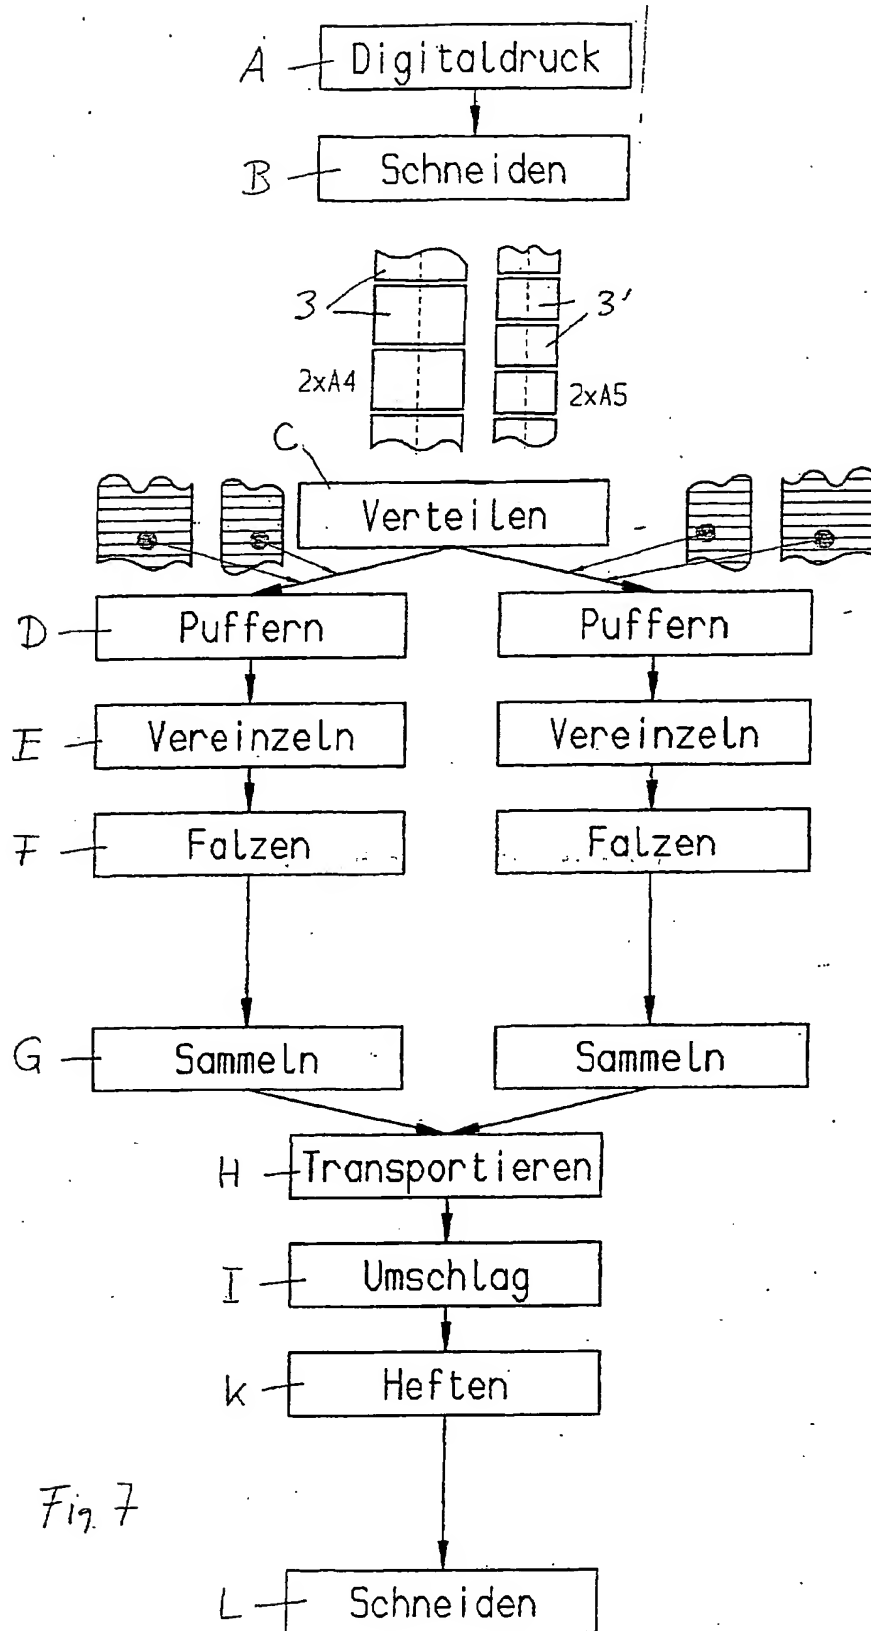 A Digitaldruck
B Schneiden
3 3'
2xA4 2xA5
C
Verteilen
D Puffern Puffern
E Vereinzeln Vereinzeln
F Falzen Falzen
G Sammeln Sammeln
H Transportieren
I Umschlag
K Heften
Fig. 7
L Schneiden